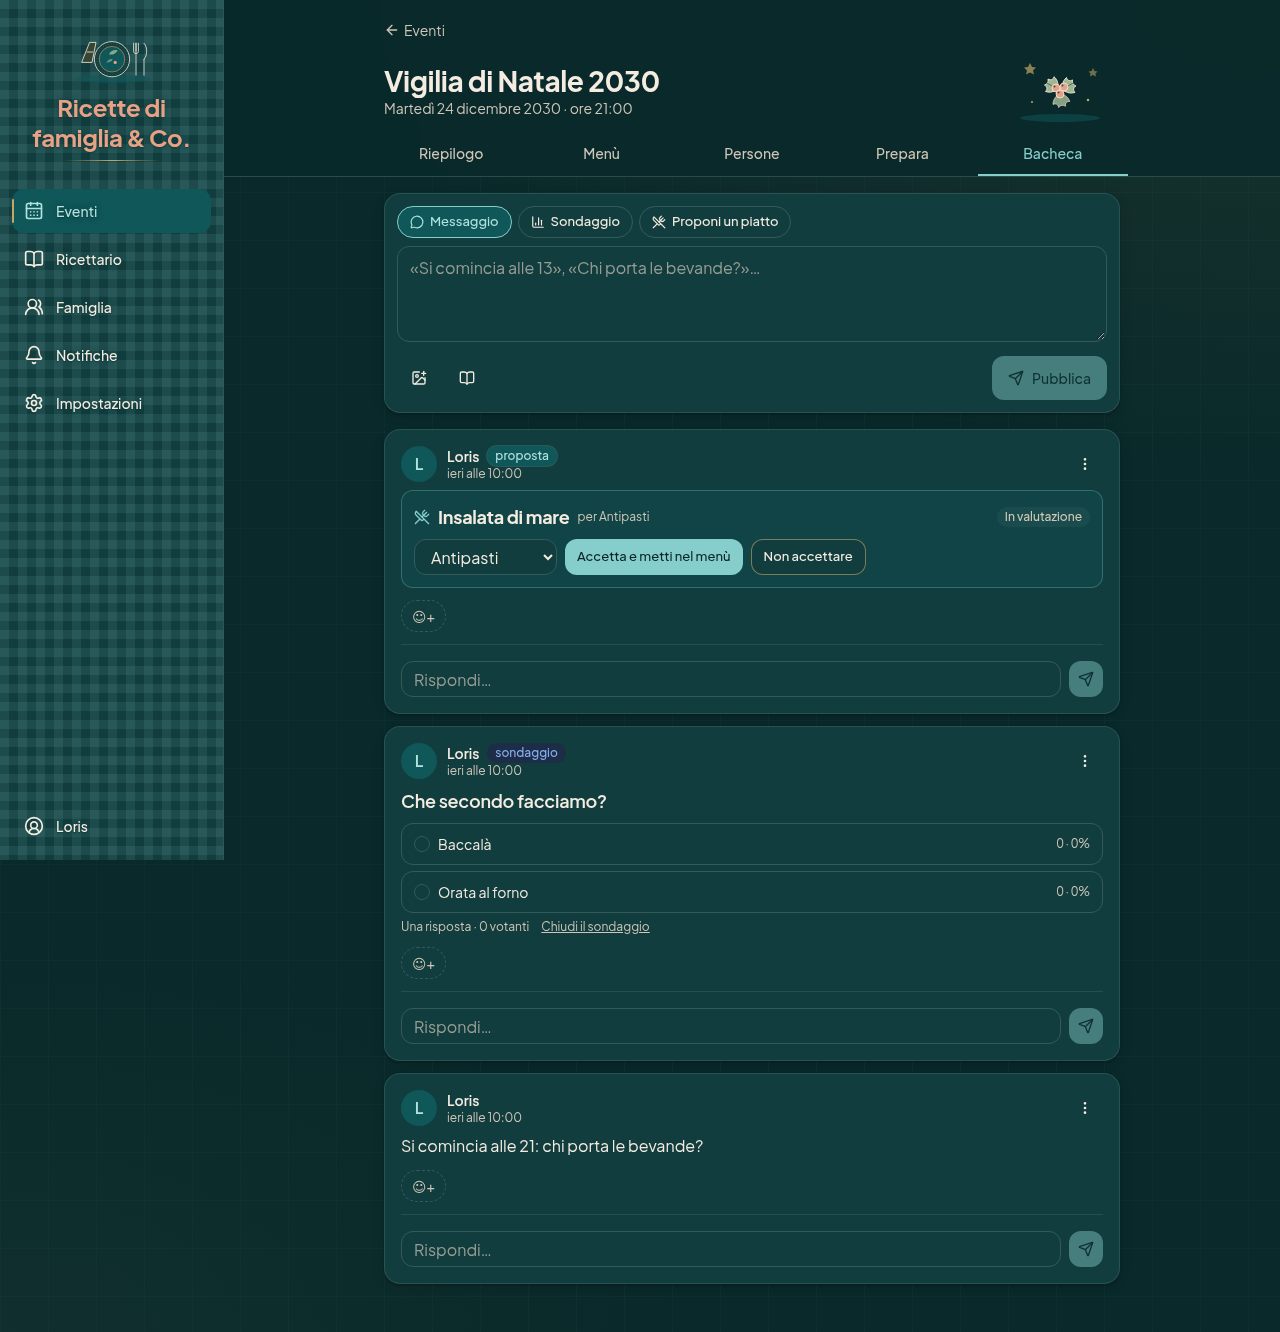 Ricette di
famiglia & Co.
Eventi
Ricettario
Famiglia
Notifiche
Impostazioni
Loris
Eventi
Vigilia di Natale 2030
Martedì 24 dicembre 2030 · ore 21:00
Riepilogo
Menù
Persone
Prepara
Bacheca
Messaggio
Sondaggio
Proponi un piatto
«Si comincia alle 13», «Chi porta le bevande?»…
Pubblica
L
Loris proposta
ieri alle 10:00
Insalata di mare per Antipasti
In valutazione
Antipasti
Accetta e metti nel menù
Non accettare
Rispondi…
L
Loris sondaggio
ieri alle 10:00
Che secondo facciamo?
Baccalà 0 · 0%
Orata al forno 0 · 0%
Una risposta · 0 votanti Chiudi il sondaggio
Rispondi…
L
Loris
ieri alle 10:00
Si comincia alle 21: chi porta le bevande?
Rispondi…